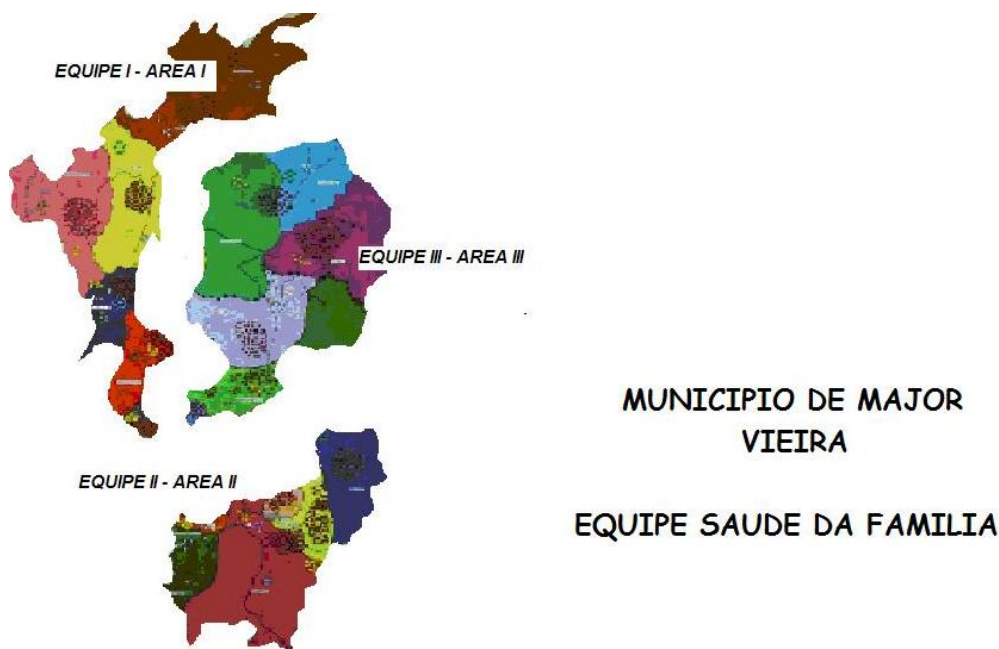 EQUIPE I - AREA I
EQUIPE III - AREA III
EQUIPE II - AREA II
MUNICIPIO DE MAJOR
VIEIRA
EQUIPE SAUDE DA FAMILIA